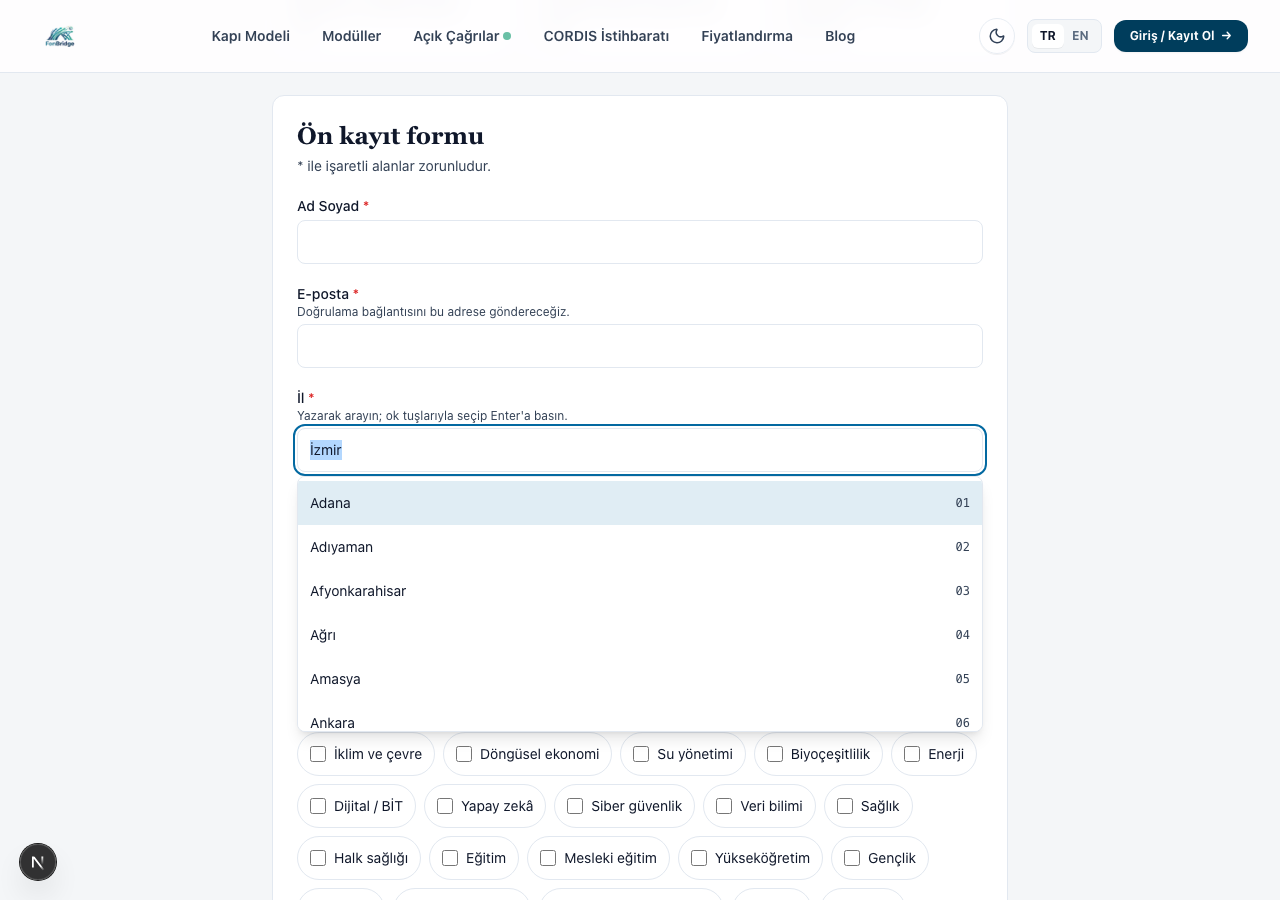 FonBridge
Kapı Modeli
Modüller
Açık Çağrılar
CORDIS İstihbaratı
Fiyatlandırma
Blog
TR
EN
Giriş / Kayıt Ol →
Ön kayıt formu
* ile işaretli alanlar zorunludur.
Ad Soyad *
E-posta *
Doğrulama bağlantısını bu adrese göndereceğiz.
İl *
Yazarak arayın; ok tuşlarıyla seçip Enter'a basın.
İzmir
Adana 01
Adıyaman 02
Afyonkarahisar 03
Ağrı 04
Amasya 05
Ankara 06
İklim ve çevre
Döngüsel ekonomi
Su yönetimi
Biyoçeşitlilik
Enerji
Dijital / BİT
Yapay zekâ
Siber güvenlik
Veri bilimi
Sağlık
Halk sağlığı
Eğitim
Mesleki eğitim
Yükseköğretim
Gençlik
N